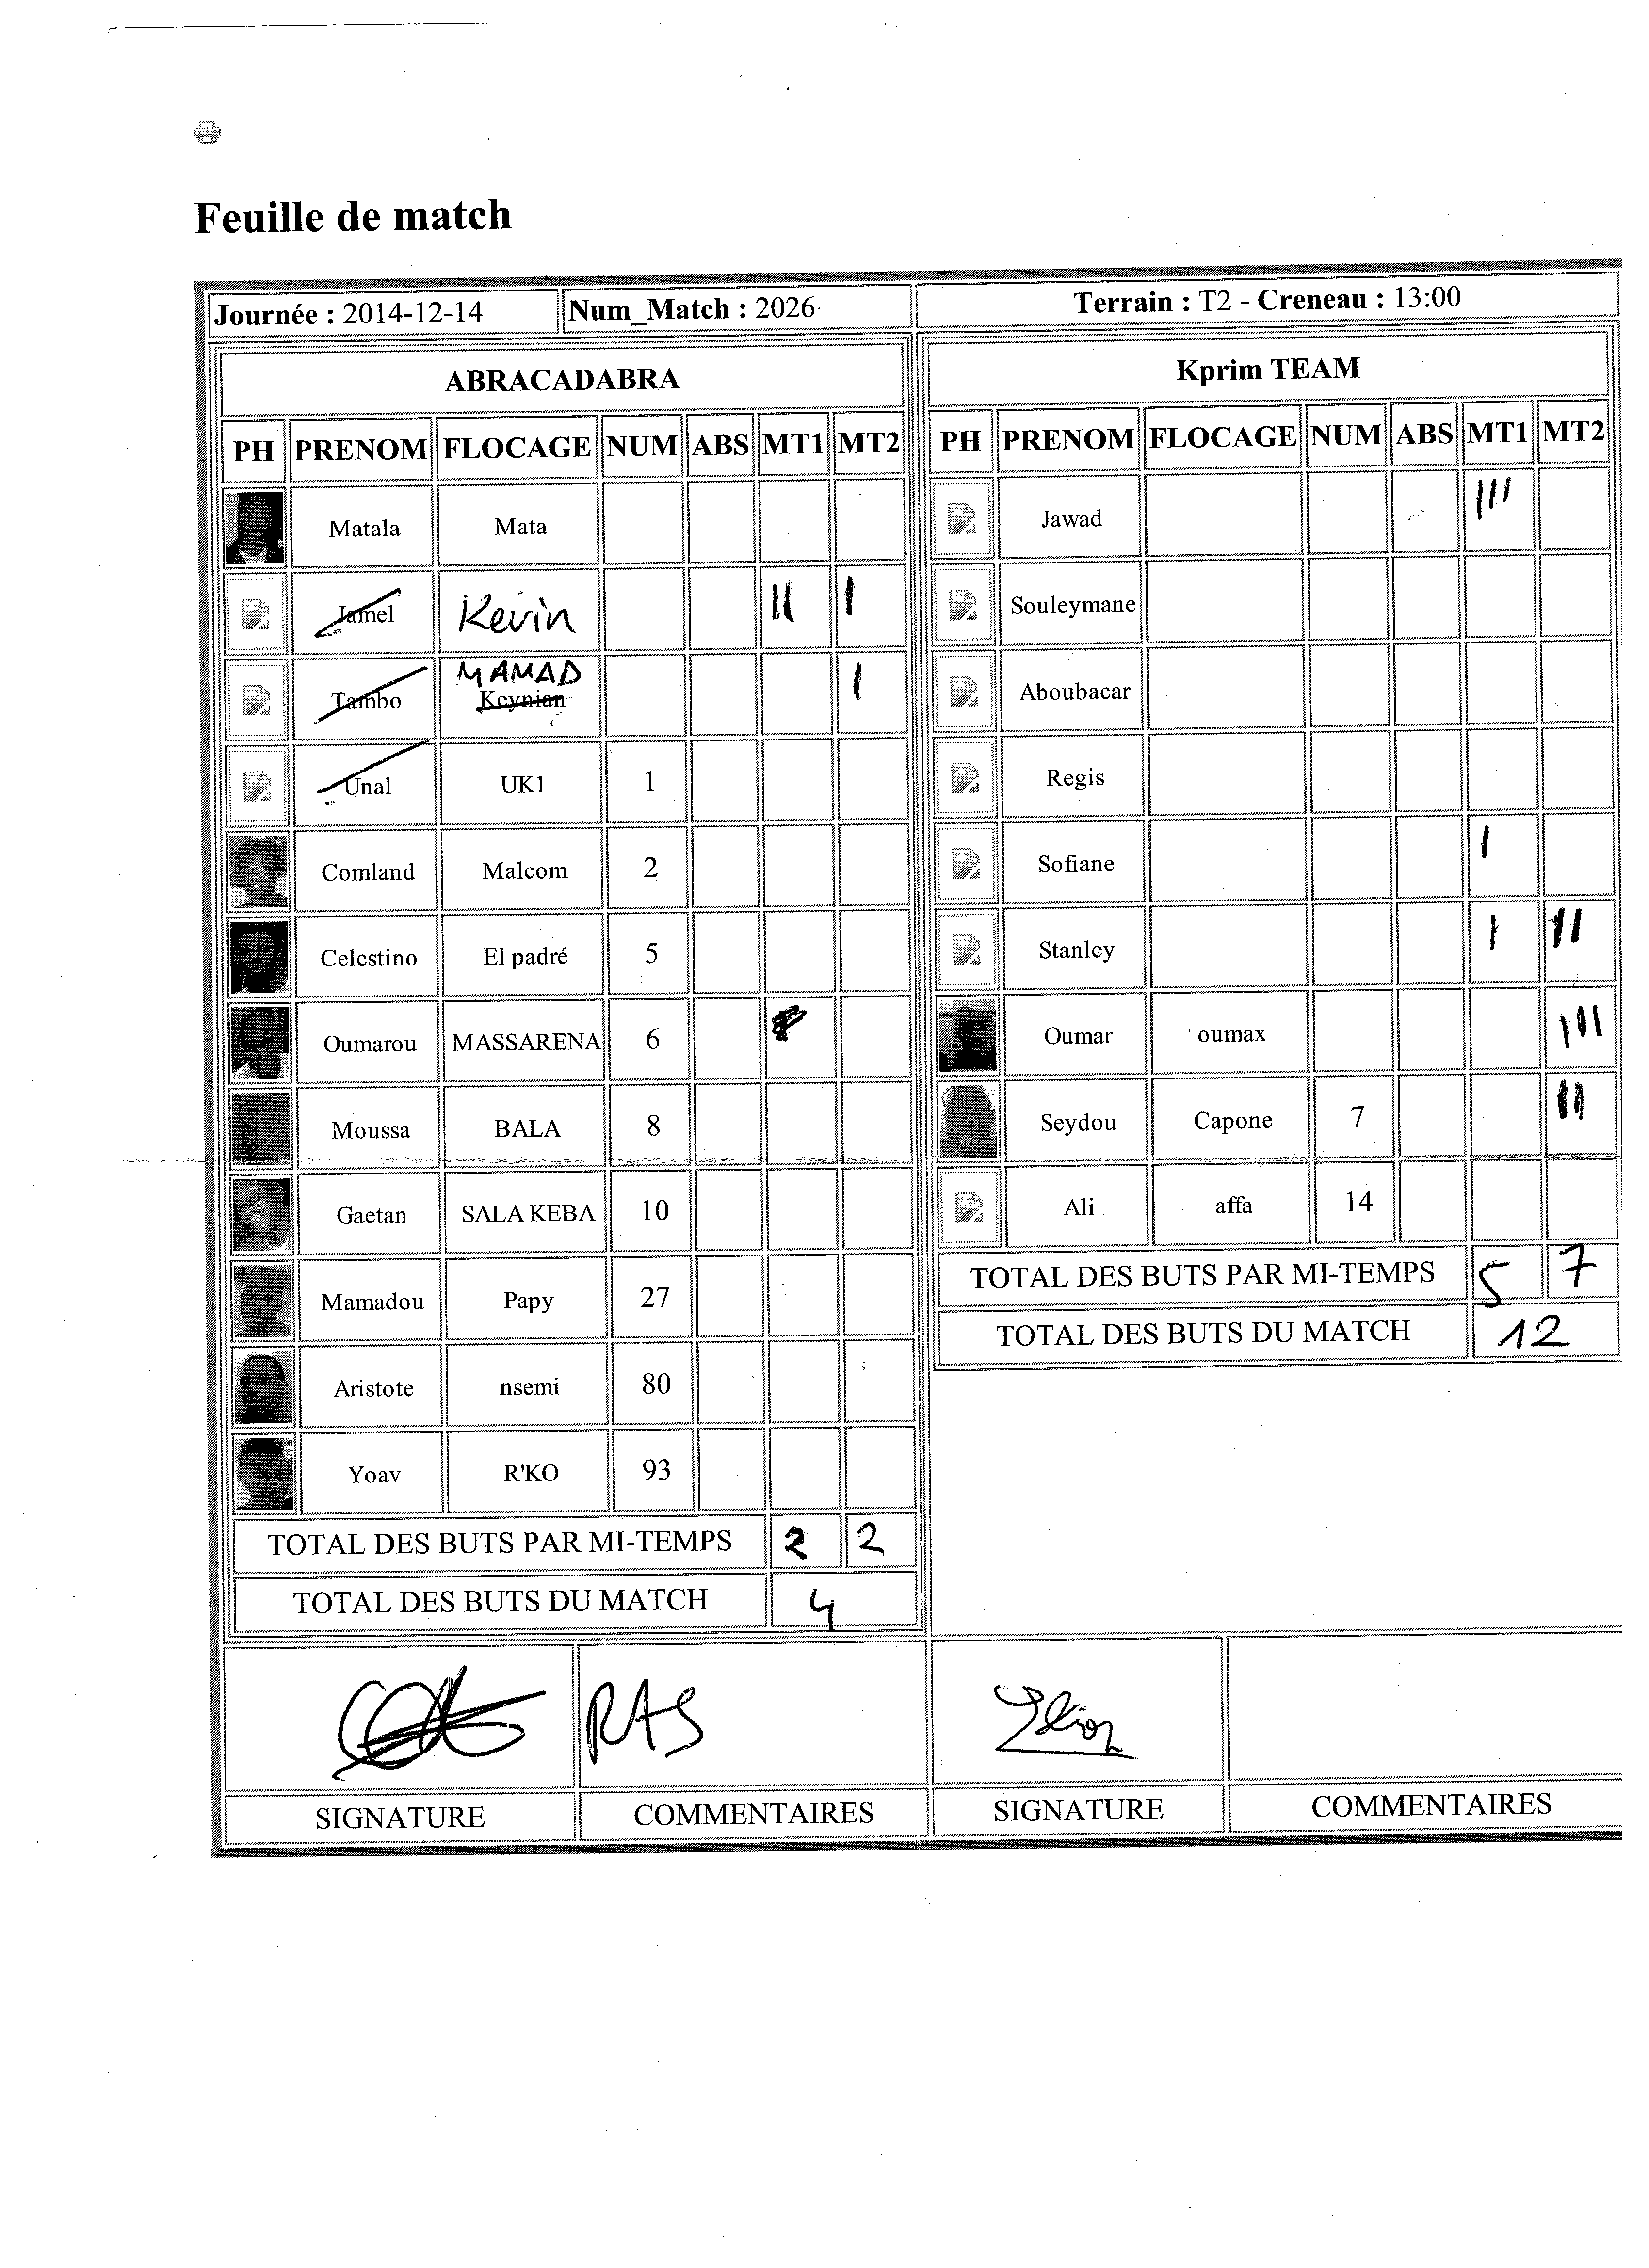 Feuille de match
Journée : 2014-12-14 Num_Match : 2026 Terrain : T2 - Creneau : 13:00
ABRACADABRA
PH PRENOM FLOCAGE NUM ABS MT1 MT2
Matala Mata
Jamel Kevin II I
MAMAD
Tambo Keynian I
Unal UK1 1
Comland Malcom 2
Celestino El padré 5
Oumarou MASSARENA 6
Moussa BALA 8
Gaetan SALA KEBA 10
Mamadou Papy 27
Aristote nsemi 80
Yoav R'KO 93
TOTAL DES BUTS PAR MI-TEMPS 2 2
TOTAL DES BUTS DU MATCH 4
Kprim TEAM
PH PRENOM FLOCAGE NUM ABS MT1 MT2
Jawad III
Souleymane
Aboubacar
Regis
Sofiane I
Stanley I II
Oumar oumax III
Seydou Capone 7 II
Ali affa 14
TOTAL DES BUTS PAR MI-TEMPS 5 7
TOTAL DES BUTS DU MATCH 12
RAS
SIGNATURE COMMENTAIRES SIGNATURE COMMENTAIRES